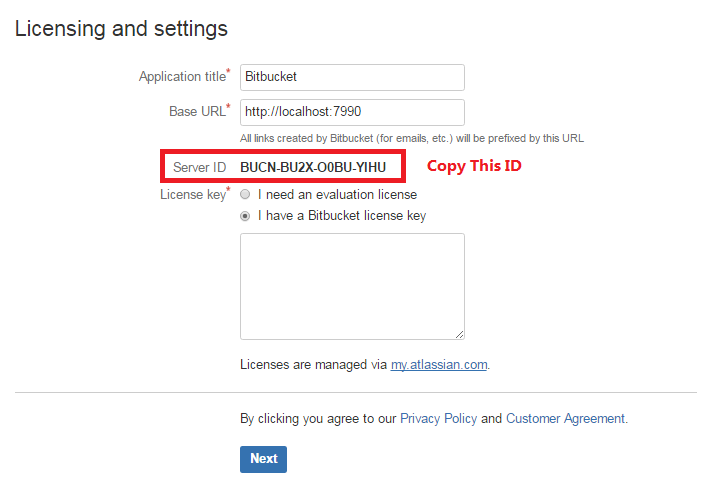 Licensing and settings
Application title* Bitbucket
Base URL* http://localhost:7990
All links created by Bitbucket (for emails, etc.) will be prefixed by this URL
Server ID BUCN-BU2X-O0BU-YIHU Copy This ID
License key* I need an evaluation license
I have a Bitbucket license key
Licenses are managed via my.atlassian.com.
By clicking you agree to our Privacy Policy and Customer Agreement.
Next